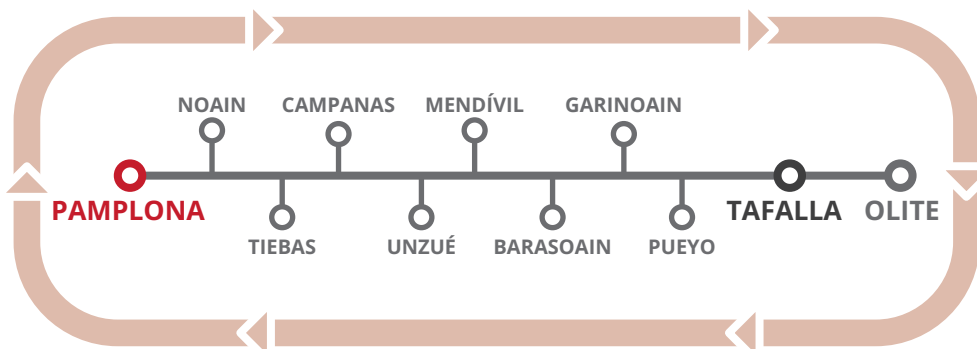 NOAIN CAMPANAS MENDÍVIL GARINOAIN
PAMPLONA TAFALLA OLITE
TIEBAS UNZUÉ BARASOAIN PUEYO